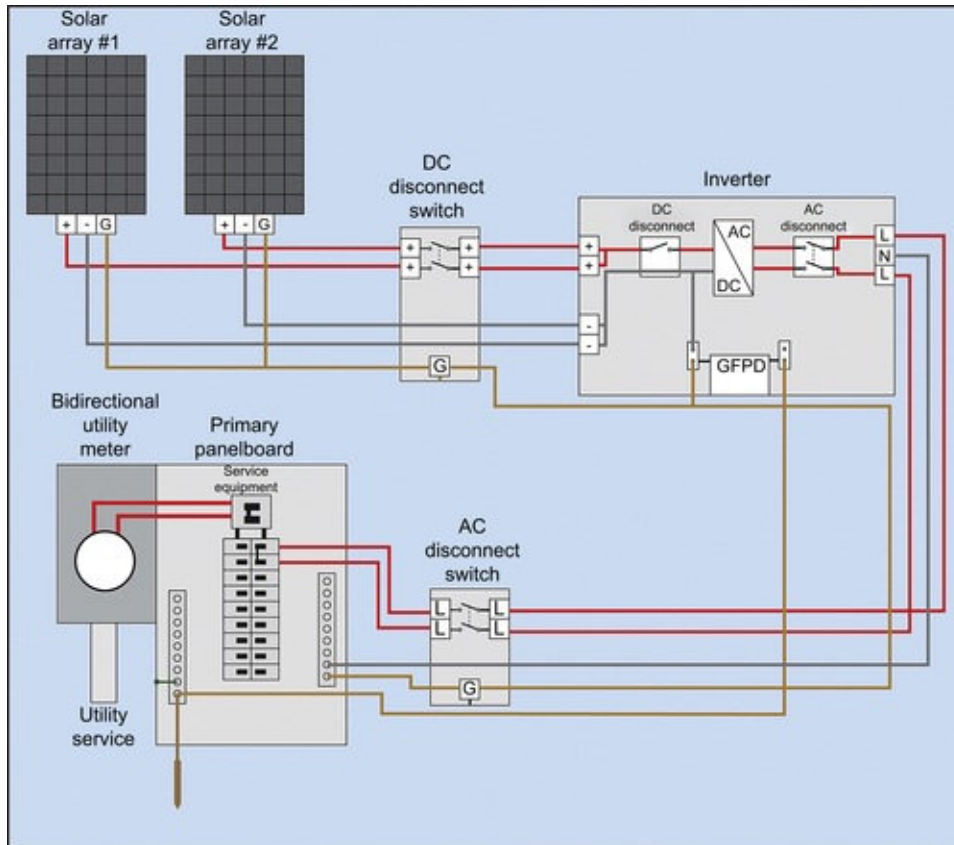 Solar
array #1
Solar
array #2
+ - G
+ - G
DC
disconnect
switch
+ +
+ +
G
Inverter
DC
disconnect
AC
disconnect
+
+
-
-
AC
DC
L
N
L
GFPD
Bidirectional
utility
meter
Primary
panelboard
Service
equipment
AC
disconnect
switch
L L
L L
G
Utility
service